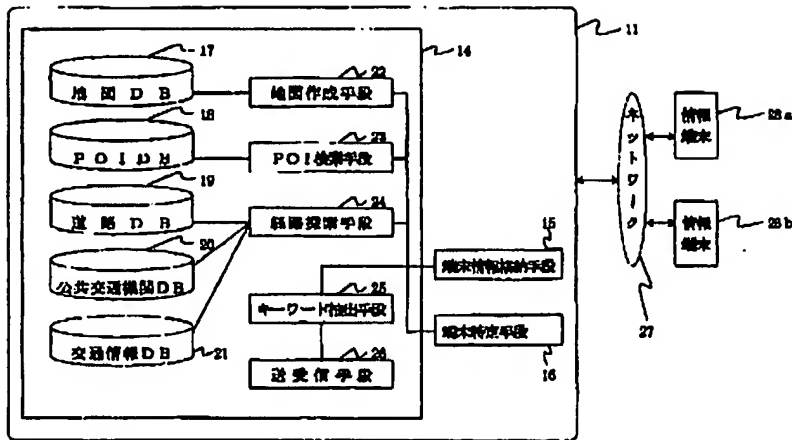 17
地図DB
18
POIDB
19
道路DB
20
公共交通機関DB
交通情報DB
21
22
地図作成手段
23
POI検索手段
24
経路探索手段
25
キーワード抽出手段
26
送受信手段
14
15
端末情報格納手段
端末特定手段
16
11
ネットワーク
27
情報
端末
28a
情報
端末
28b